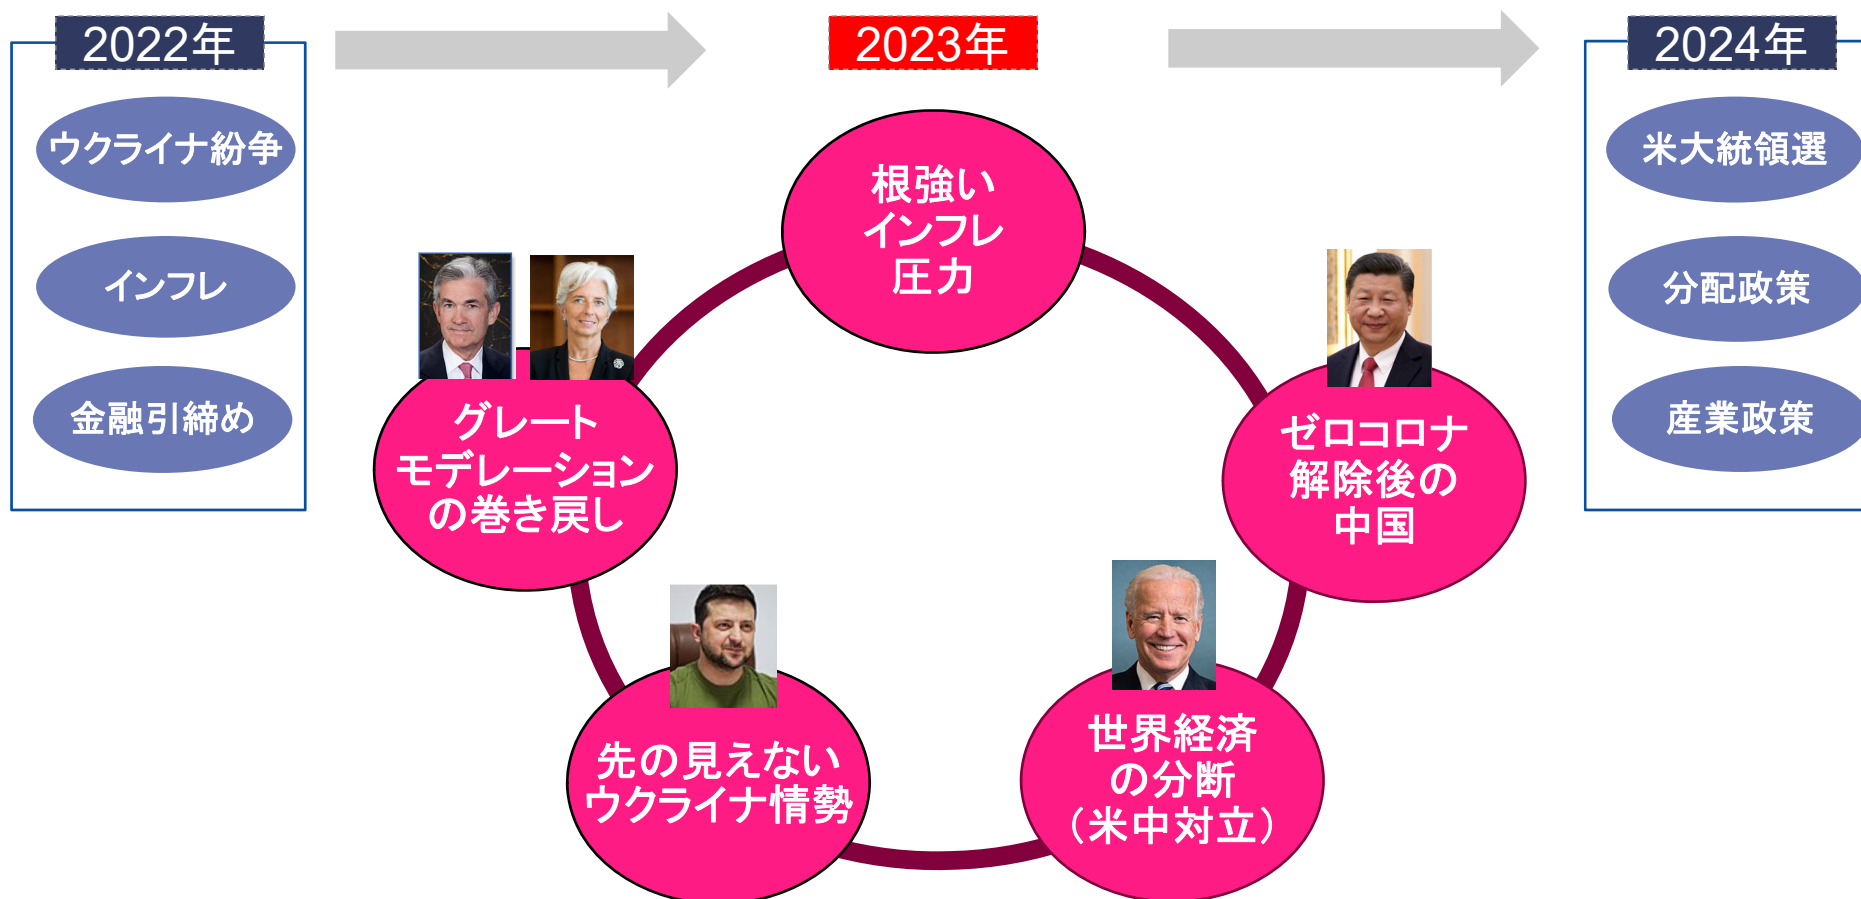 2022年
ウクライナ紛争
インフレ
金融引締め
2023年
根強い
インフレ
圧力
グレート
モデレーション
の巻き戻し
ゼロコロナ
解除後の
中国
先の見えない
ウクライナ情勢
世界経済
の分断
（米中対立）
2024年
米大統領選
分配政策
産業政策